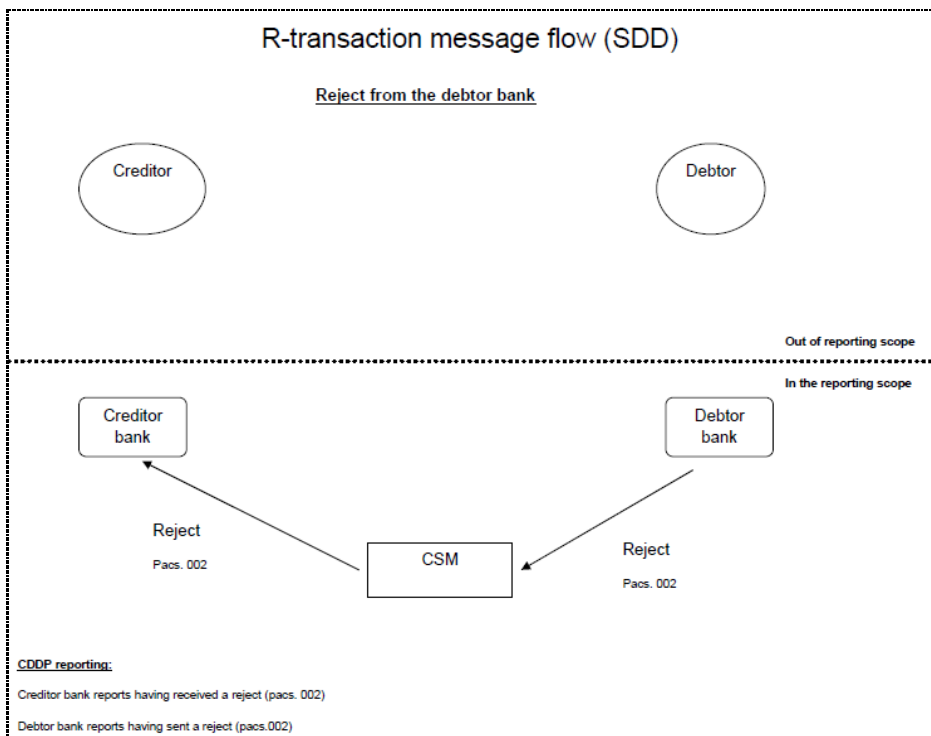 R-transaction message flow (SDD)
Reject from the debtor bank
Creditor
Debtor
Out of reporting scope
In the reporting scope
Creditor
bank
Debtor
bank
Reject
Pacs. 002
CSM
Reject
Pacs. 002
CDDP reporting:
Creditor bank reports having received a reject (pacs. 002)
Debtor bank reports having sent a reject (pacs.002)